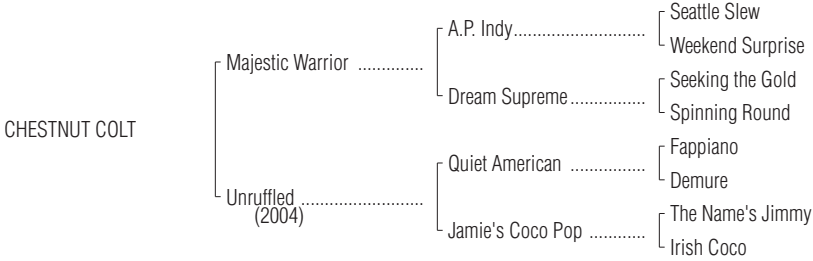 Seattle Slew
A.P. Indy............................
Weekend Surprise
Majestic Warrior ..............
Seeking the Gold
Dream Supreme................
Spinning Round
CHESTNUT COLT
Fappiano
Quiet American ................
Demure
Unruffled ..........................
(2004)
The Name's Jimmy
Jamie's Coco Pop ............
Irish Coco